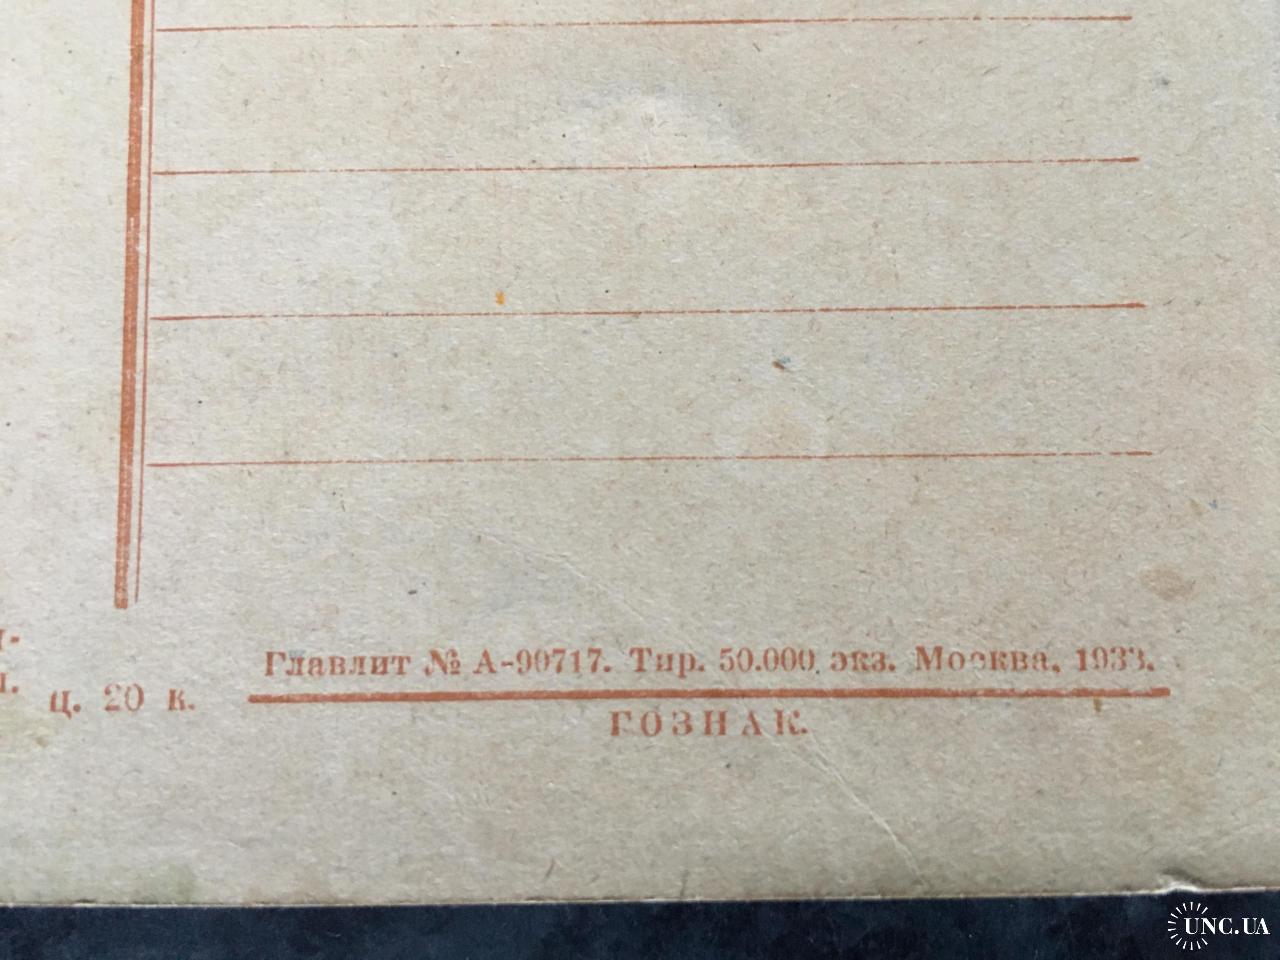 Главлит № А-90717. Тир. 50.000 экз. Москва, 1933.
ц. 20 к.
ГОЗНАК.
UNC.UA